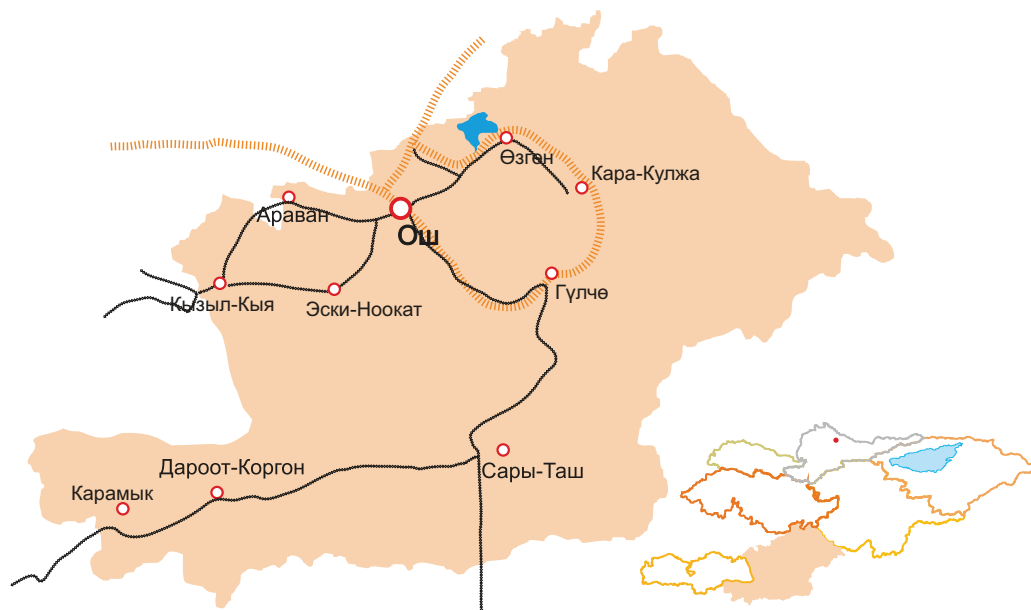 Өзгөн
Кара-Кулжа
Араван
Ош
Гүлчө
Кызыл-Кыя
Эски-Ноокат
Дароот-Коргон
Сары-Таш
Карамык